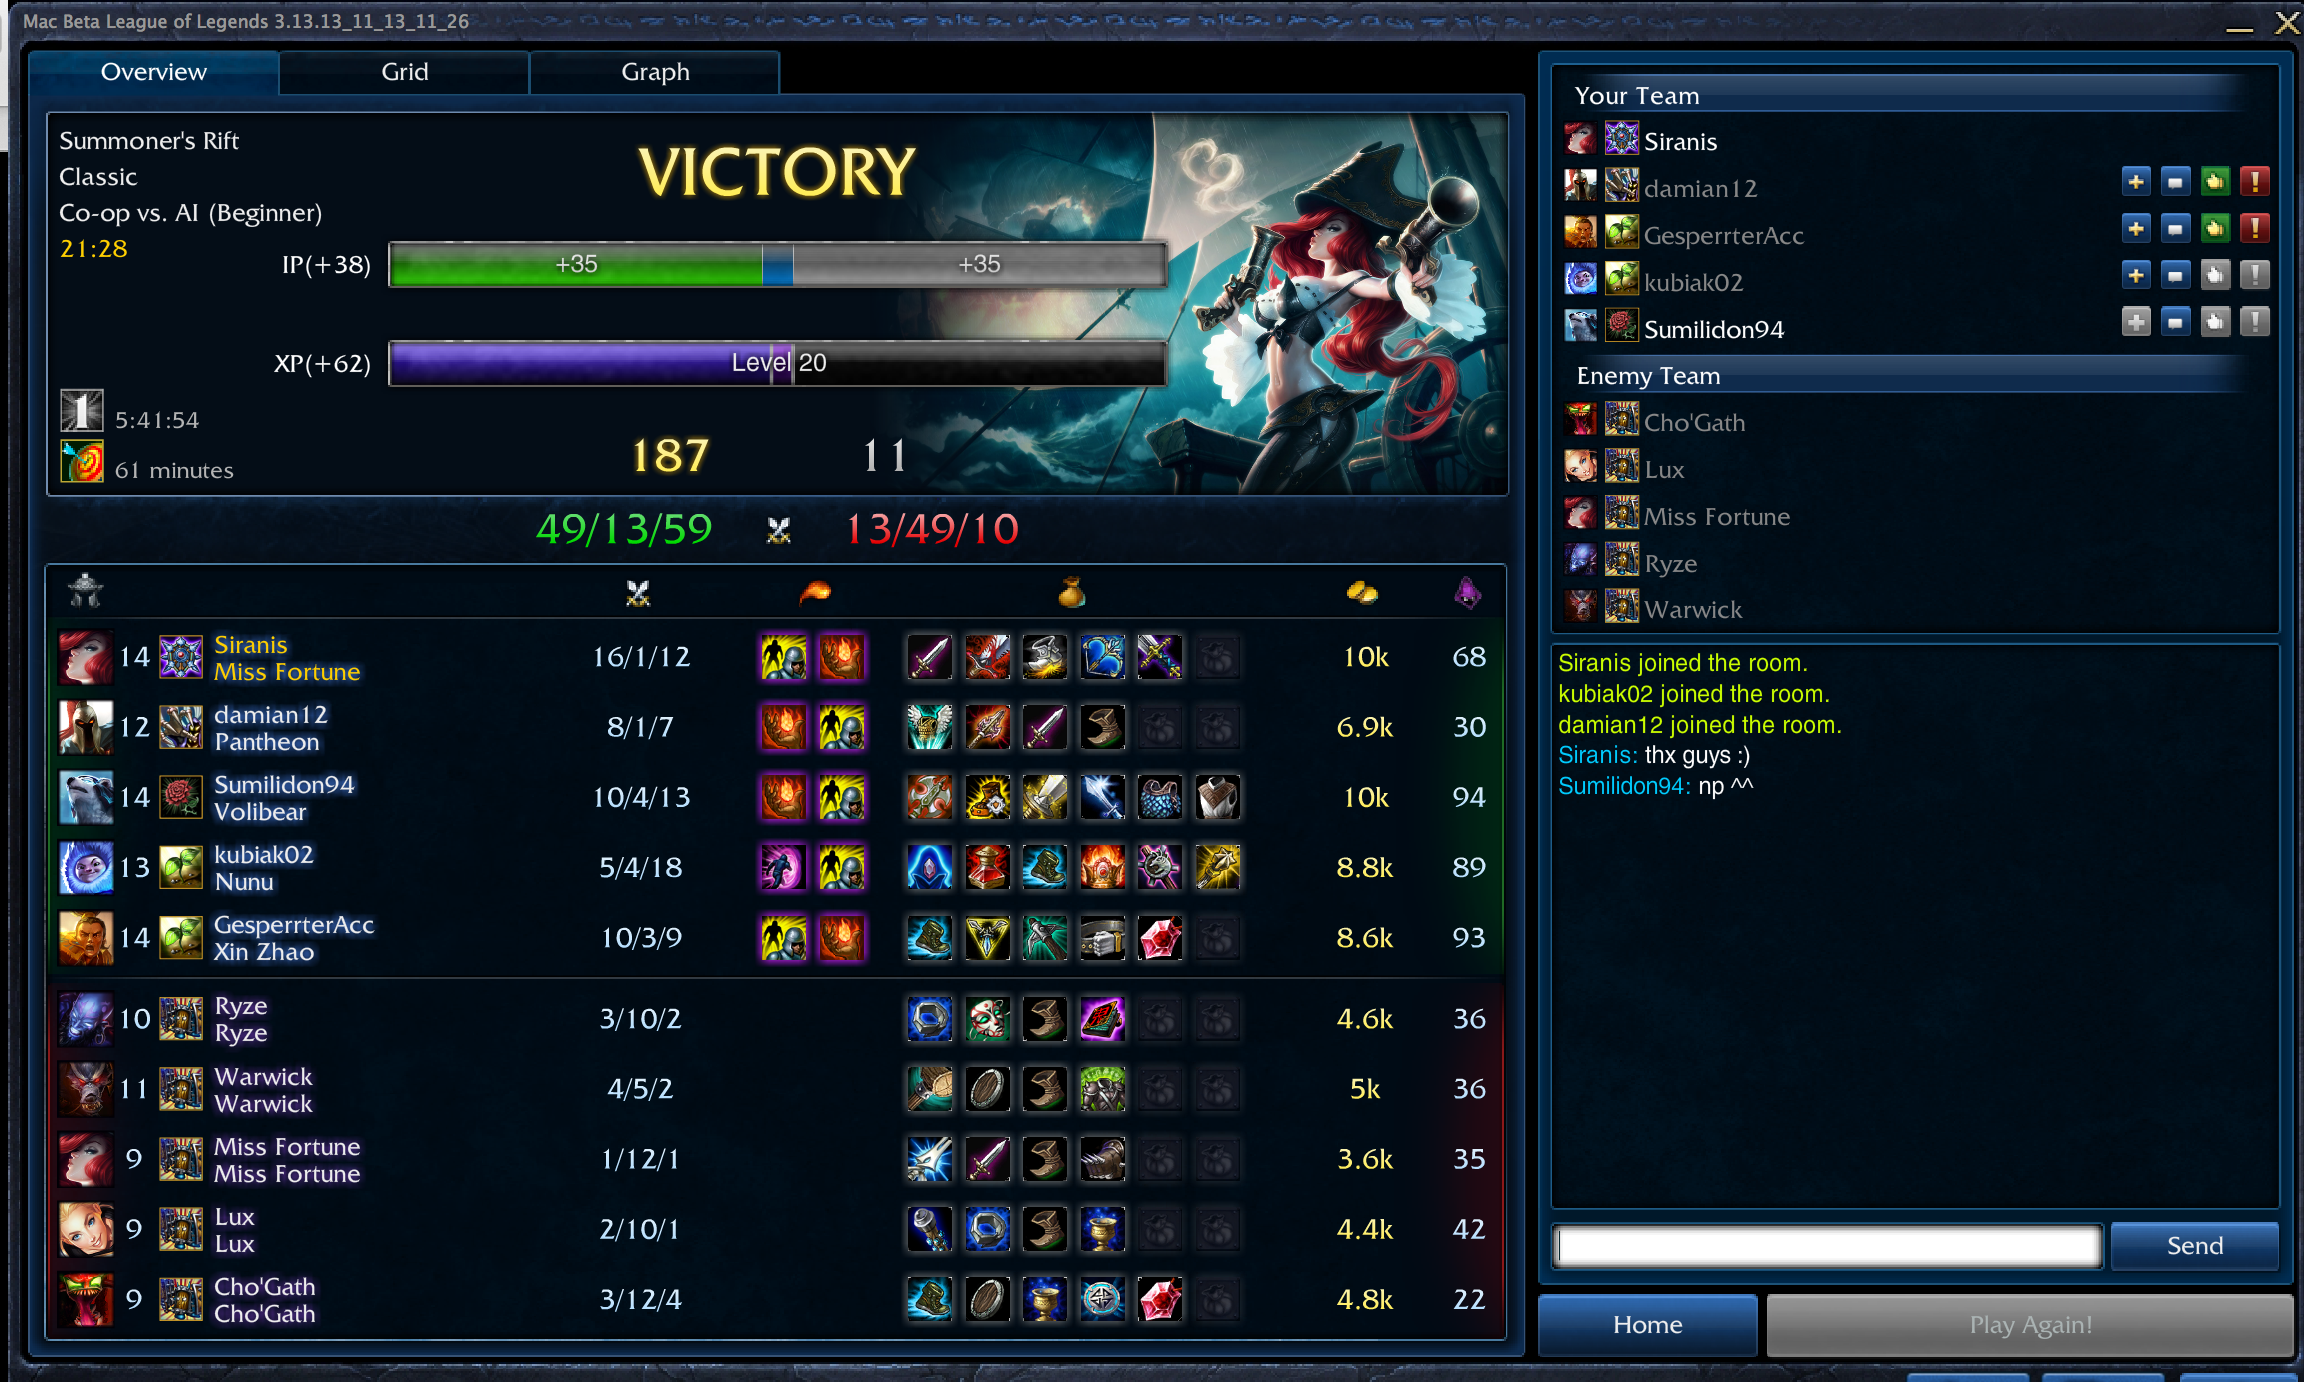 Mac Beta League of Legends 3.13.13_11_13_11_26
Overview
Grid
Graph
Summoner's Rift
Classic
Co-op vs. AI (Beginner)
21:28
VICTORY
IP(+38)
+35
+35
XP(+62)
Level 20
1
5:41:54
61 minutes
187
11
49/13/59
13/49/10
14
Siranis
Miss Fortune
16/1/12
10k
68
12
damian12
Pantheon
8/1/7
6.9k
30
14
Sumilidon94
Volibear
10/4/13
10k
94
13
kubiak02
Nunu
5/4/18
8.8k
89
14
GesperrterAcc
Xin Zhao
10/3/9
8.6k
93
10
Ryze
Ryze
3/10/2
4.6k
36
11
Warwick
Warwick
4/5/2
5k
36
9
Miss Fortune
Miss Fortune
1/12/1
3.6k
35
9
Lux
Lux
2/10/1
4.4k
42
9
Cho'Gath
Cho'Gath
3/12/4
4.8k
22
Your Team
Siranis
damian12
GesperrterAcc
kubiak02
Sumilidon94
Enemy Team
Cho'Gath
Lux
Miss Fortune
Ryze
Warwick
Siranis joined the room.
kubiak02 joined the room.
damian12 joined the room.
Siranis: thx guys :)
Sumilidon94: np ^^
Send
Home
Play Again!